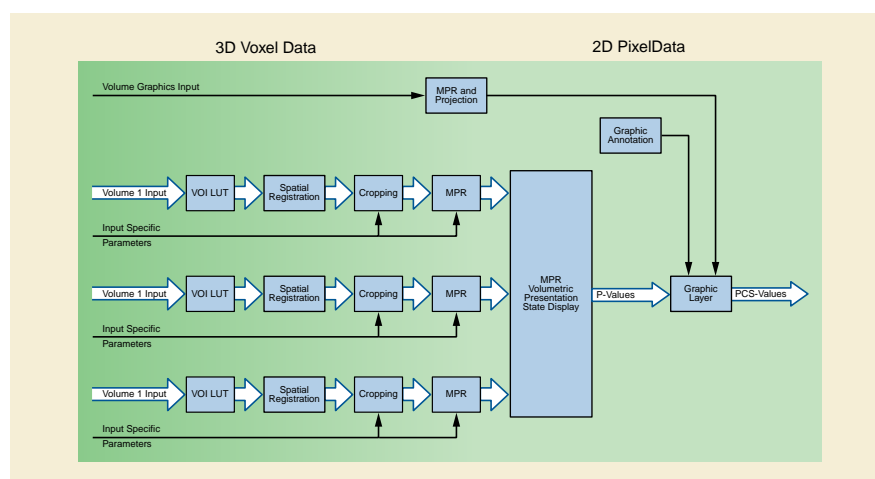 3D Voxel Data
2D PixelData
Volume Graphics Input
MPR and
Projection
Graphic
Annotation
Volume 1 Input
VOI LUT
Spatial
Registration
Cropping
MPR
Input Specific
Parameters
Volume 1 Input
VOI LUT
Spatial
Registration
Cropping
MPR
Input Specific
Parameters
Volume 1 Input
VOI LUT
Spatial
Registration
Cropping
MPR
Input Specific
Parameters
MPR
Volumetric
Presentation
State Display
P-Values
Graphic
Layer
PCS-Values